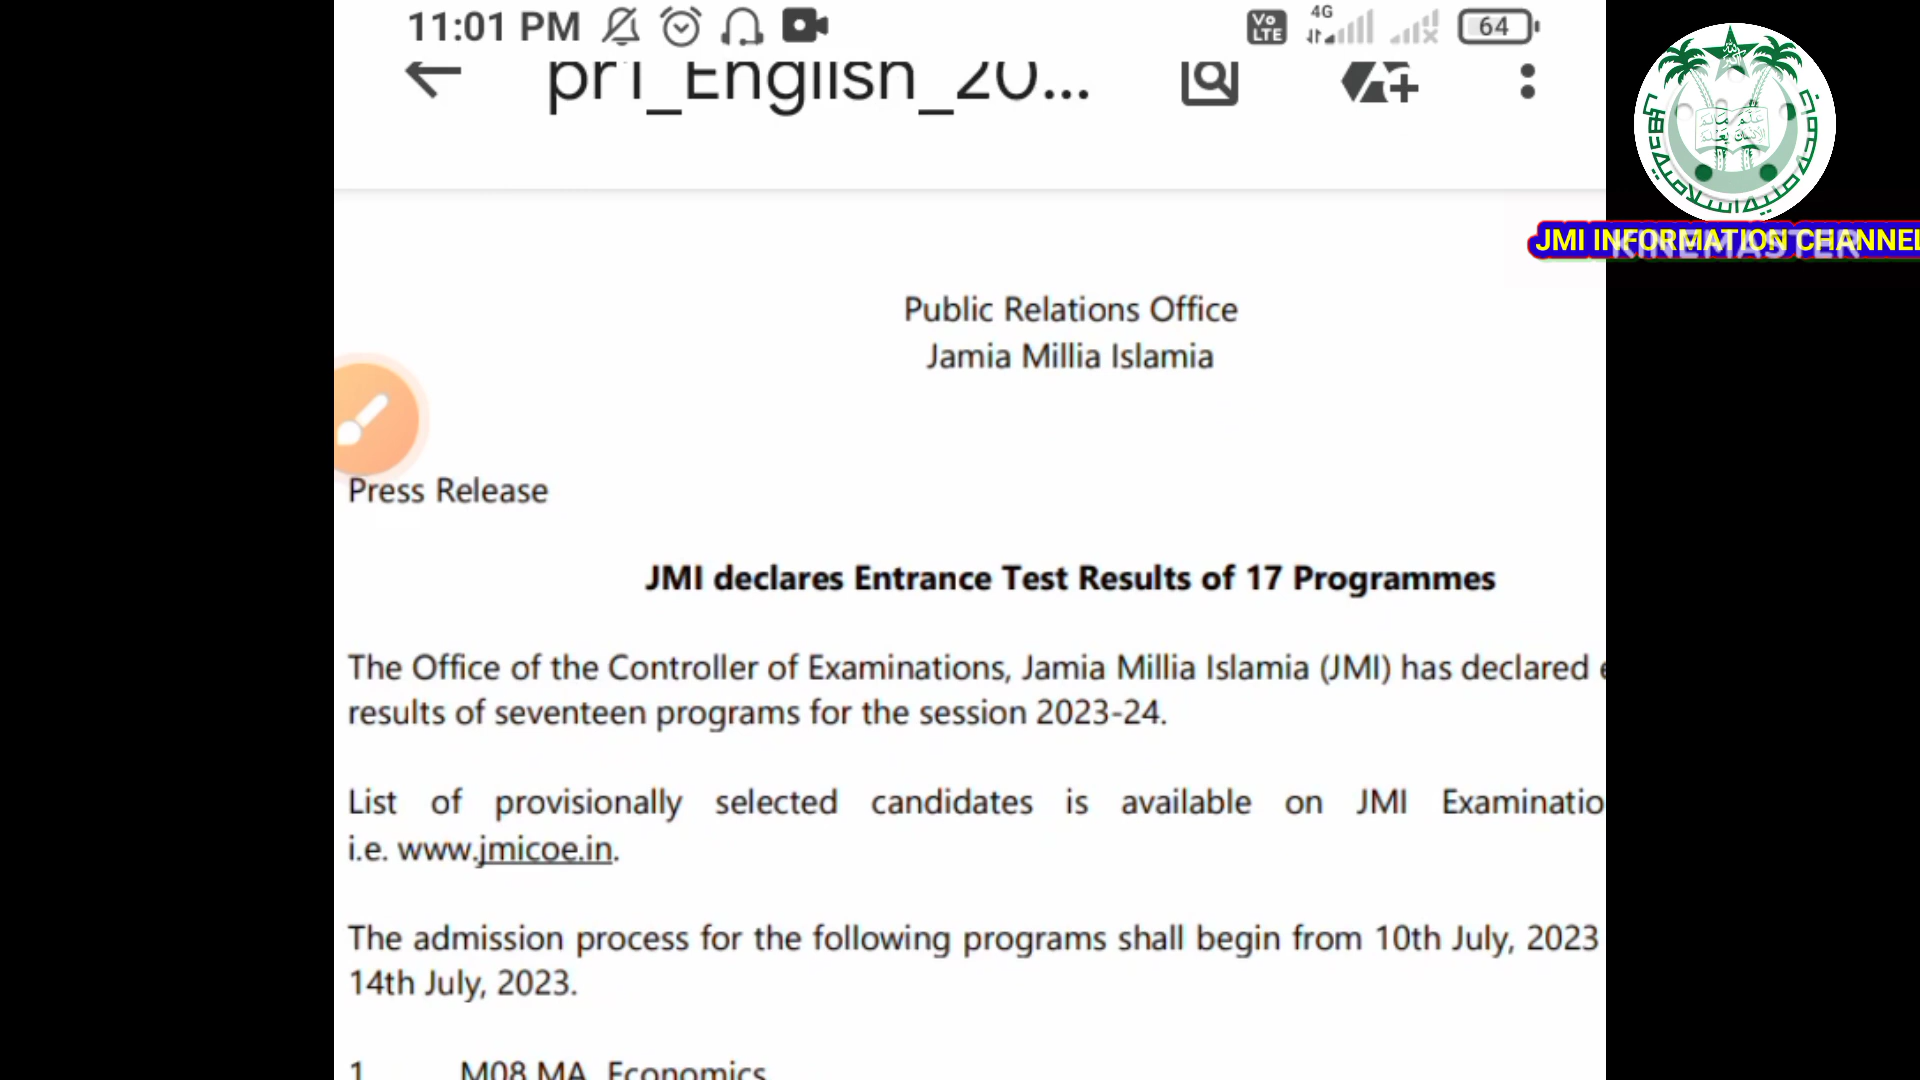 11:01 PM
Vo LTE
4G
64
pr1_English_20...
JMI INFORMATION CHANNEL
KINEMASTER
Public Relations Office
Jamia Millia Islamia
Press Release
JMI declares Entrance Test Results of 17 Programmes
The Office of the Controller of Examinations, Jamia Millia Islamia (JMI) has declared
results of seventeen programs for the session 2023-24.
List of provisionally selected candidates is available on JMI Examinatio
i.e. www.jmicoe.in.
The admission process for the following programs shall begin from 10th July, 2023
14th July, 2023.
1 M08 MA Economics